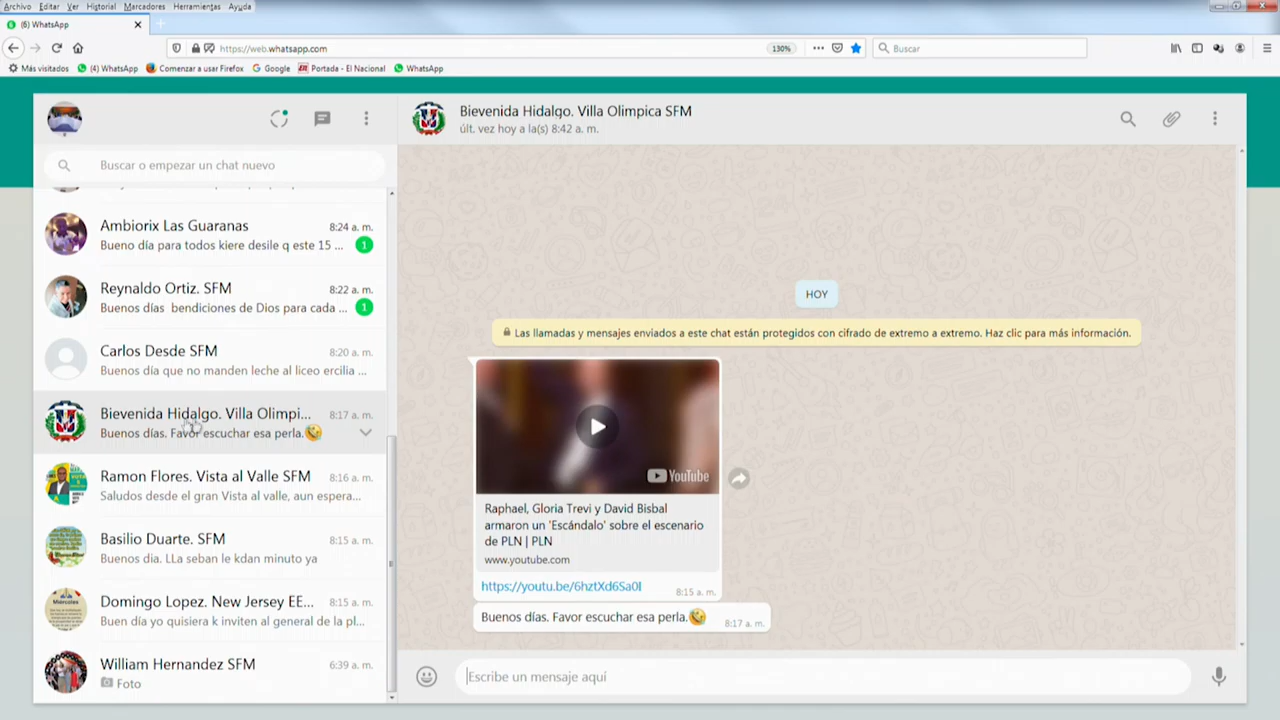 Archivo Editar Ver Historial Marcadores Herramientas Ayuda
(6) WhatsApp
https://web.whatsapp.com
130%
Buscar
Más visitados (4) WhatsApp Comenzar a usar Firefox Google Portada - El Nacional WhatsApp
Bievenida Hidalgo. Villa Olimpica SFM
últ. vez hoy a la(s) 8:42 a. m.
Buscar o empezar un chat nuevo
Ambiorix Las Guaranas 8:24 a. m.
Bueno día para todos kiere desile q este 15 ... 1
Reynaldo Ortiz. SFM 8:22 a. m.
Buenos días bendiciones de Dios para cada ... 1
Carlos Desde SFM 8:20 a. m.
Buenos día que no manden leche al liceo ercilia ...
Bievenida Hidalgo. Villa Olimpi... 8:17 a. m.
Buenos días. Favor escuchar esa perla.
Ramon Flores. Vista al Valle SFM 8:16 a. m.
Saludos desde el gran Vista al valle, aun espera...
Basilio Duarte. SFM 8:15 a. m.
Buenos dia. LLa seban le kdan minuto ya
Domingo Lopez. New Jersey EE... 8:15 a. m.
Buen día yo quisiera k inviten al general de la pl...
William Hernandez SFM 6:39 a. m.
Foto
HOY
Las llamadas y mensajes enviados a este chat están protegidos con cifrado de extremo a extremo. Haz clic para más información.
YouTube
Raphael, Gloria Trevi y David Bisbal
armaron un 'Escándalo' sobre el escenario
de PLN | PLN
www.youtube.com
https://youtu.be/6hztXd6Sa0I
8:15 a. m.
Buenos días. Favor escuchar esa perla. 8:17 a. m.
Escribe un mensaje aquí